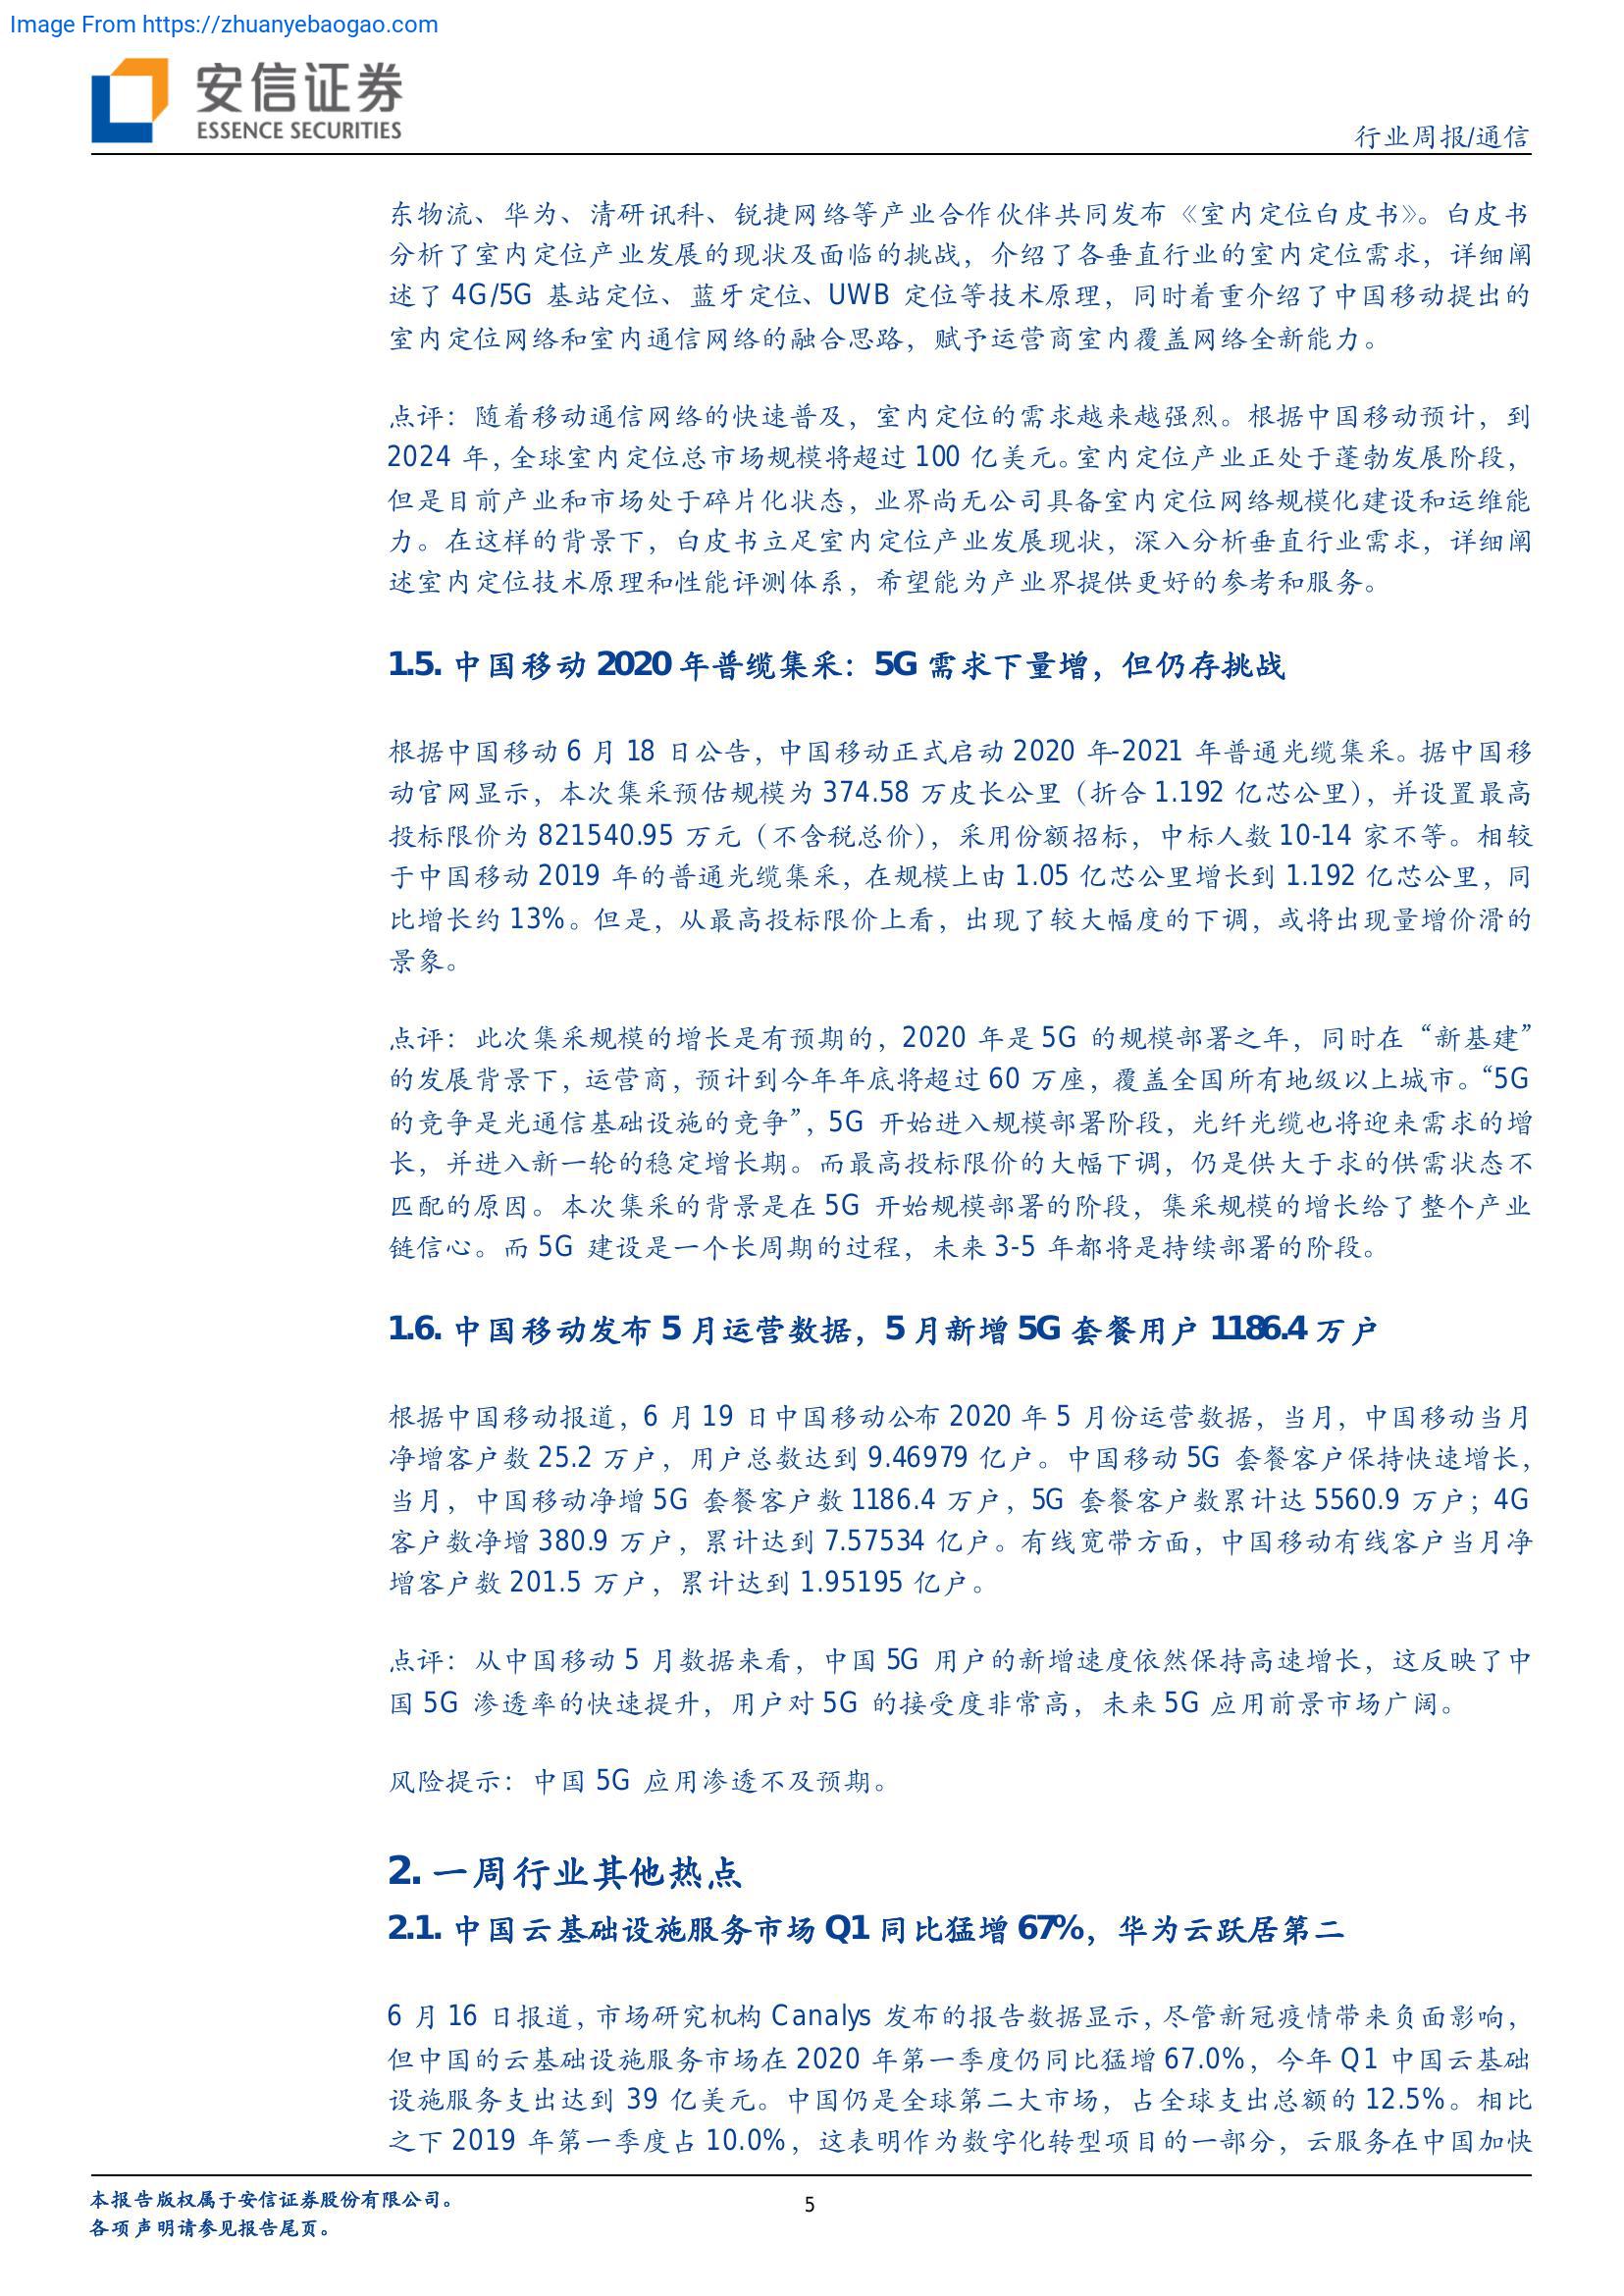 Image From https://zhuanyebaogao.com
安信证券
ESSENCE SECURITIES
行业周报/通信
东物流、华为、清研讯科、锐捷网络等产业合作伙伴共同发布《室内定位白皮书》。白皮书
分析了室内定位产业发展的现状及面临的挑战，介绍了各垂直行业的室内定位需求，详细阐
述了 4G/5G 基站定位、蓝牙定位、UWB 定位等技术原理，同时着重介绍了中国移动提出的
室内定位网络和室内通信网络的融合思路，赋予运营商室内覆盖网络全新能力。
点评：随着移动通信网络的快速普及，室内定位的需求越来越强烈。根据中国移动预计，到
2024 年，全球室内定位总市场规模将超过 100 亿美元。室内定位产业正处于蓬勃发展阶段，
但是目前产业和市场处于碎片化状态，业界尚无公司具备室内定位网络规模化建设和运维能
力。在这样的背景下，白皮书立足室内定位产业发展现状，深入分析垂直行业需求，详细阐
述室内定位技术原理和性能评测体系，希望能为产业界提供更好的参考和服务。
1.5. 中国移动 2020 年普缆集采：5G 需求下量增，但仍存挑战
根据中国移动 6 月 18 日公告，中国移动正式启动 2020 年-2021 年普通光缆集采。据中国移
动官网显示，本次集采预估规模为 374.58 万皮长公里（折合 1.192 亿芯公里），并设置最高
投标限价为 821540.95 万元（不含税总价），采用份额招标，中标人数 10-14 家不等。相较
于中国移动 2019 年的普通光缆集采，在规模上由 1.05 亿芯公里增长到 1.192 亿芯公里，同
比增长约 13%。但是，从最高投标限价上看，出现了较大幅度的下调，或将出现量增价滑的
景象。
点评：此次集采规模的增长是有预期的，2020 年是 5G 的规模部署之年，同时在“新基建”
的发展背景下，运营商，预计到今年年底将超过 60 万座，覆盖全国所有地级以上城市。“5G
的竞争是光通信基础设施的竞争”，5G 开始进入规模部署阶段，光纤光缆也将迎来需求的增
长，并进入新一轮的稳定增长期。而最高投标限价的大幅下调，仍是供大于求的供需状态不
匹配的原因。本次集采的背景是在 5G 开始规模部署的阶段，集采规模的增长给了整个产业
链信心。而 5G 建设是一个长周期的过程，未来 3-5 年都将是持续部署的阶段。
1.6. 中国移动发布 5 月运营数据，5 月新增 5G 套餐用户 1186.4 万户
根据中国移动报道，6 月 19 日中国移动公布 2020 年 5 月份运营数据，当月，中国移动当月
净增客户数 25.2 万户，用户总数达到 9.46979 亿户。中国移动 5G 套餐客户保持快速增长，
当月，中国移动净增 5G 套餐客户数 1186.4 万户，5G 套餐客户数累计达 5560.9 万户；4G
客户数净增 380.9 万户，累计达到 7.57534 亿户。有线宽带方面，中国移动有线客户当月净
增客户数 201.5 万户，累计达到 1.95195 亿户。
点评：从中国移动 5 月数据来看，中国 5G 用户的新增速度依然保持高速增长，这反映了中
国 5G 渗透率的快速提升，用户对 5G 的接受度非常高，未来 5G 应用前景市场广阔。
风险提示：中国 5G 应用渗透不及预期。
2. 一周行业其他热点
2.1. 中国云基础设施服务市场 Q1 同比猛增 67%，华为云跃居第二
6 月 16 日报道，市场研究机构 Canalys 发布的报告数据显示，尽管新冠疫情带来负面影响，
但中国的云基础设施服务市场在 2020 年第一季度仍同比猛增 67.0%，今年 Q1 中国云基础
设施服务支出达到 39 亿美元。中国仍是全球第二大市场，占全球支出总额的 12.5%。相比
之下 2019 年第一季度占 10.0%，这表明作为数字化转型项目的一部分，云服务在中国加快
本报告版权属于安信证券股份有限公司。
5
各项声明请参见报告尾页。